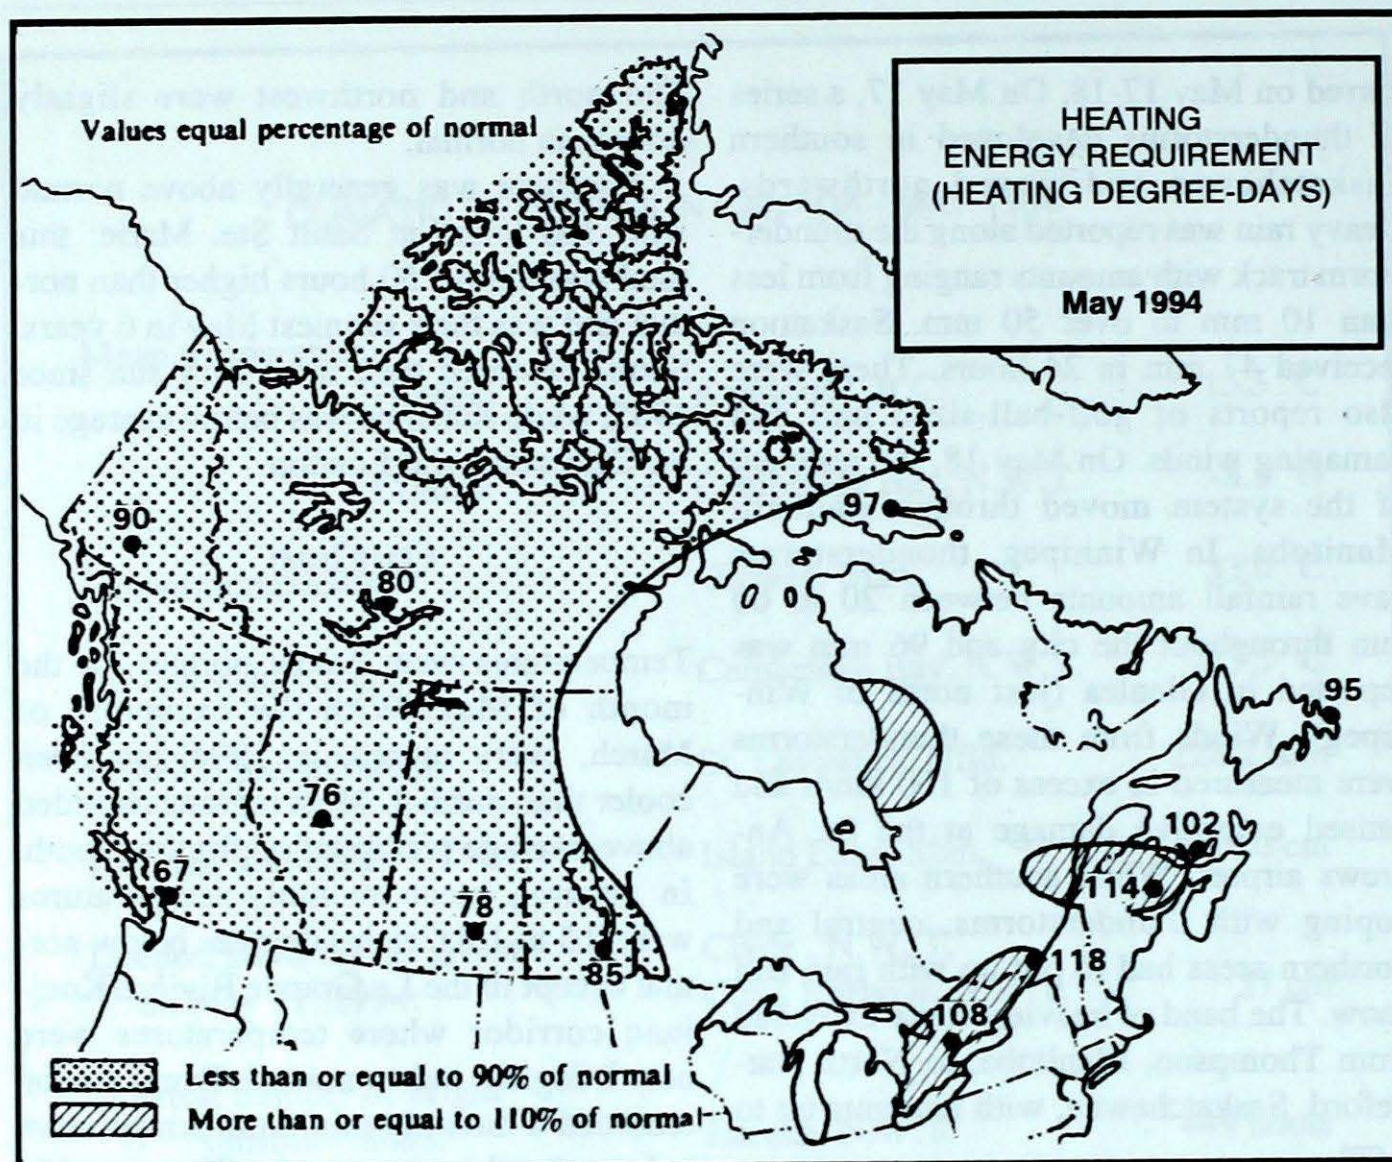 Values equal percentage of normal
HEATING
ENERGY REQUIREMENT
(HEATING DEGREE-DAYS)
May 1994
90
97
80
95
76
102
67
114
78
118
85
108
Less than or equal to 90% of normal
More than or equal to 110% of normal